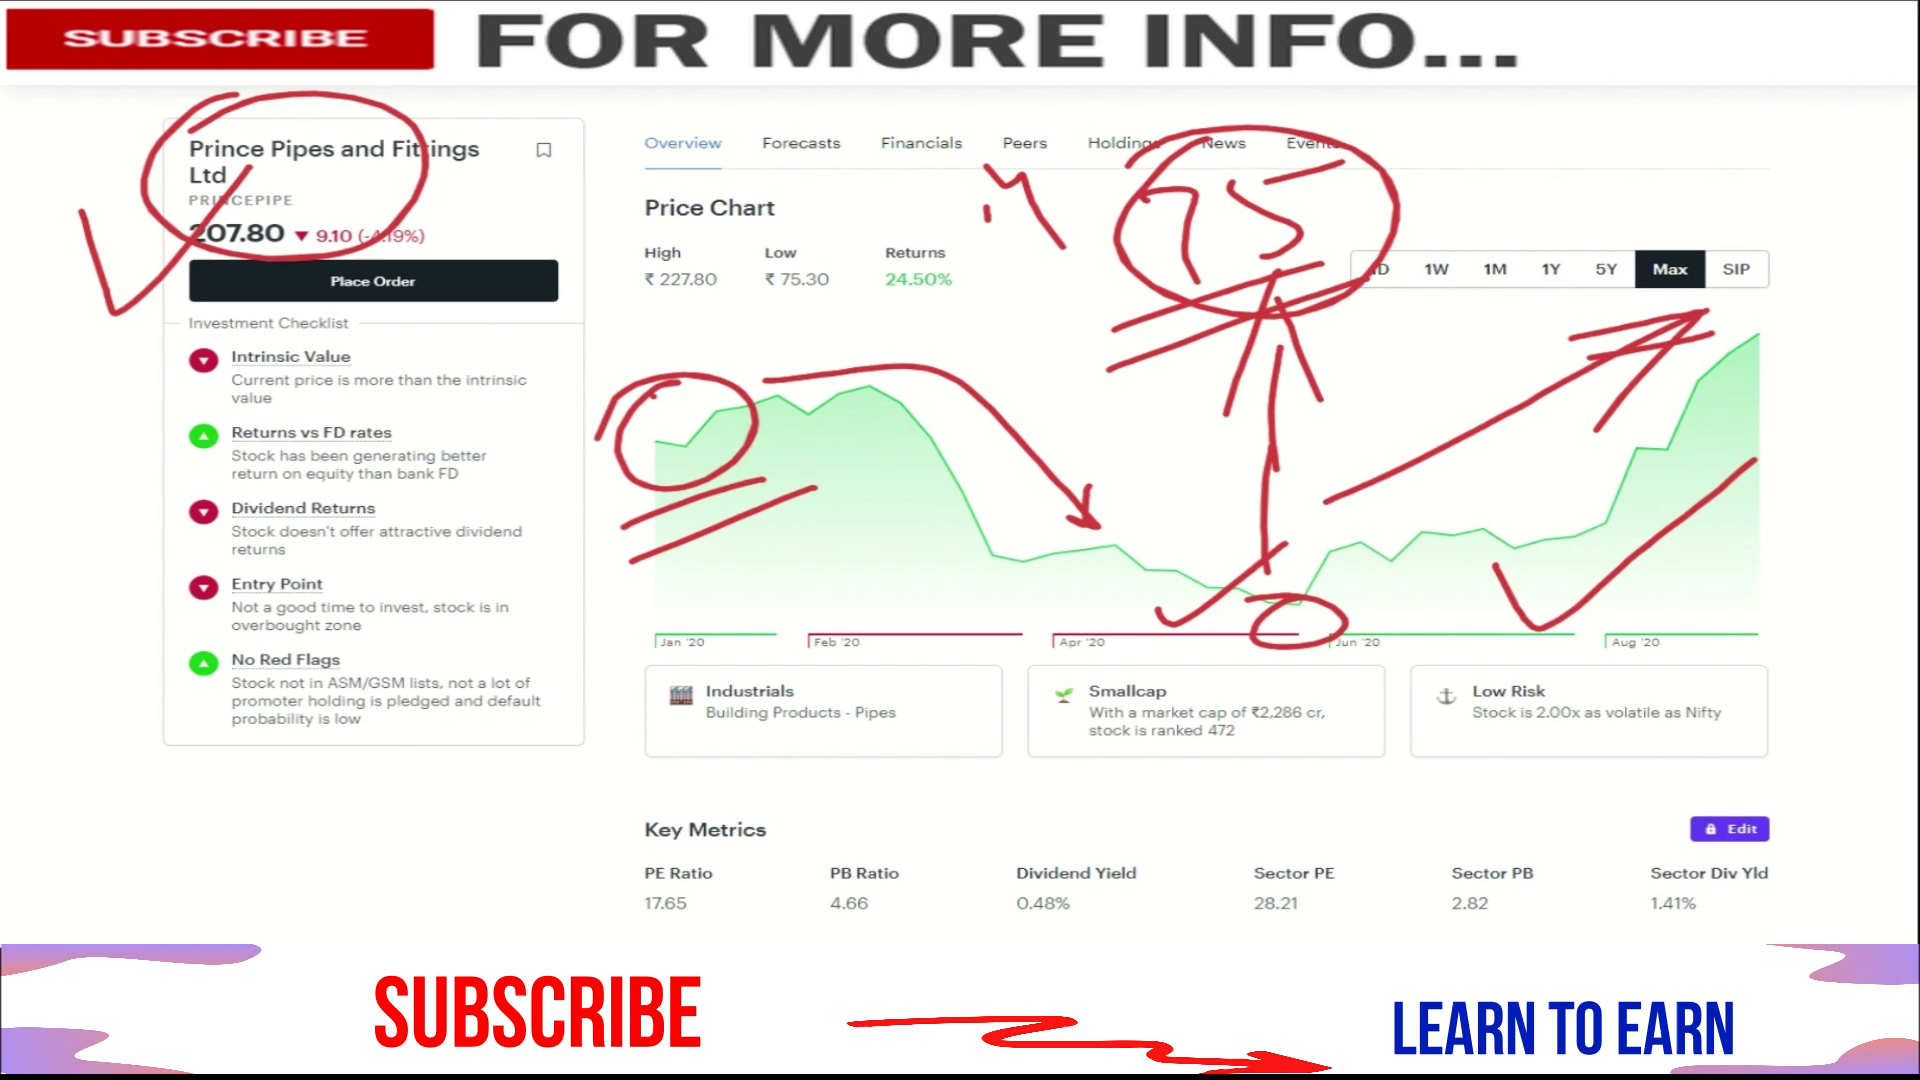 SUBSCRIBE FOR MORE INFO...
Prince Pipes and Fittings
Ltd
PRINCEPIPE
207.80 ▼ 9.10 (-4.19%)
Place Order
Investment Checklist
Intrinsic Value
Current price is more than the intrinsic
value
Returns vs FD rates
Stock has been generating better
return on equity than bank FD
Dividend Returns
Stock doesn't offer attractive dividend
returns
Entry Point
Not a good time to invest, stock is in
overbought zone
No Red Flags
Stock not in ASM/GSM lists, not a lot of
promoter holding is pledged and default
probability is low
Overview Forecasts Financials Peers Holdings News Events
75
Price Chart
High Low Returns
₹ 227.80 ₹ 75.30 24.50%
1D 1W 1M 1Y 5Y Max SIP
Jan '20 Feb '20 Apr '20 Jun '20 Aug '20
Industrials
Building Products - Pipes
Smallcap
With a market cap of ₹2,286 cr,
stock is ranked 472
Low Risk
Stock is 2.00x as volatile as Nifty
Key Metrics
Edit
PE Ratio PB Ratio Dividend Yield Sector PE Sector PB Sector Div Yld
17.65 4.66 0.48% 28.21 2.82 1.41%
SUBSCRIBE
LEARN TO EARN